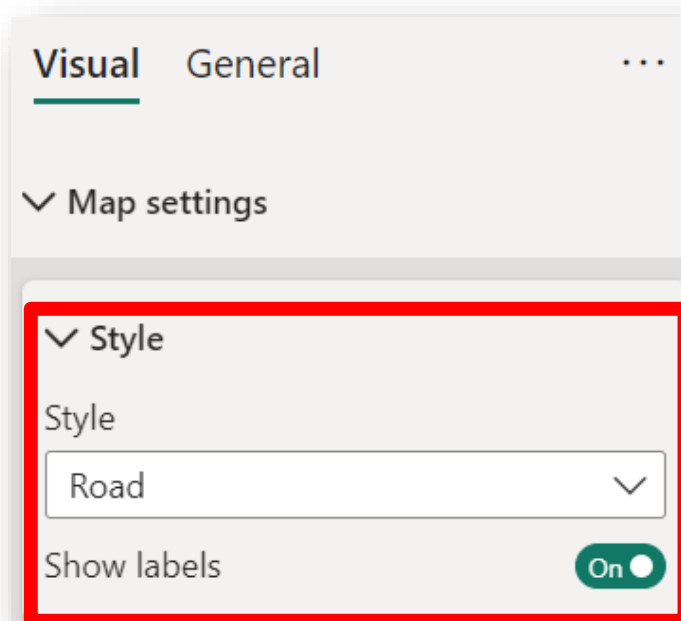 Visual General ...
Map settings
Style
Style
Road
Show labels On